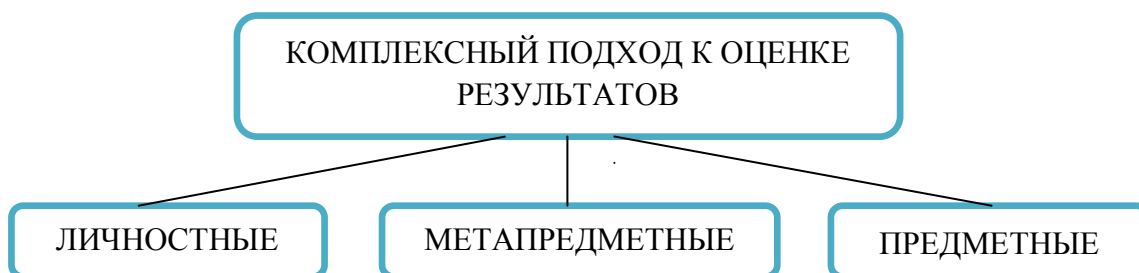 КОМПЛЕКСНЫЙ ПОДХОД К ОЦЕНКЕ
РЕЗУЛЬТАТОВ
ЛИЧНОСТНЫЕ
МЕТАПРЕДМЕТНЫЕ
ПРЕДМЕТНЫЕ